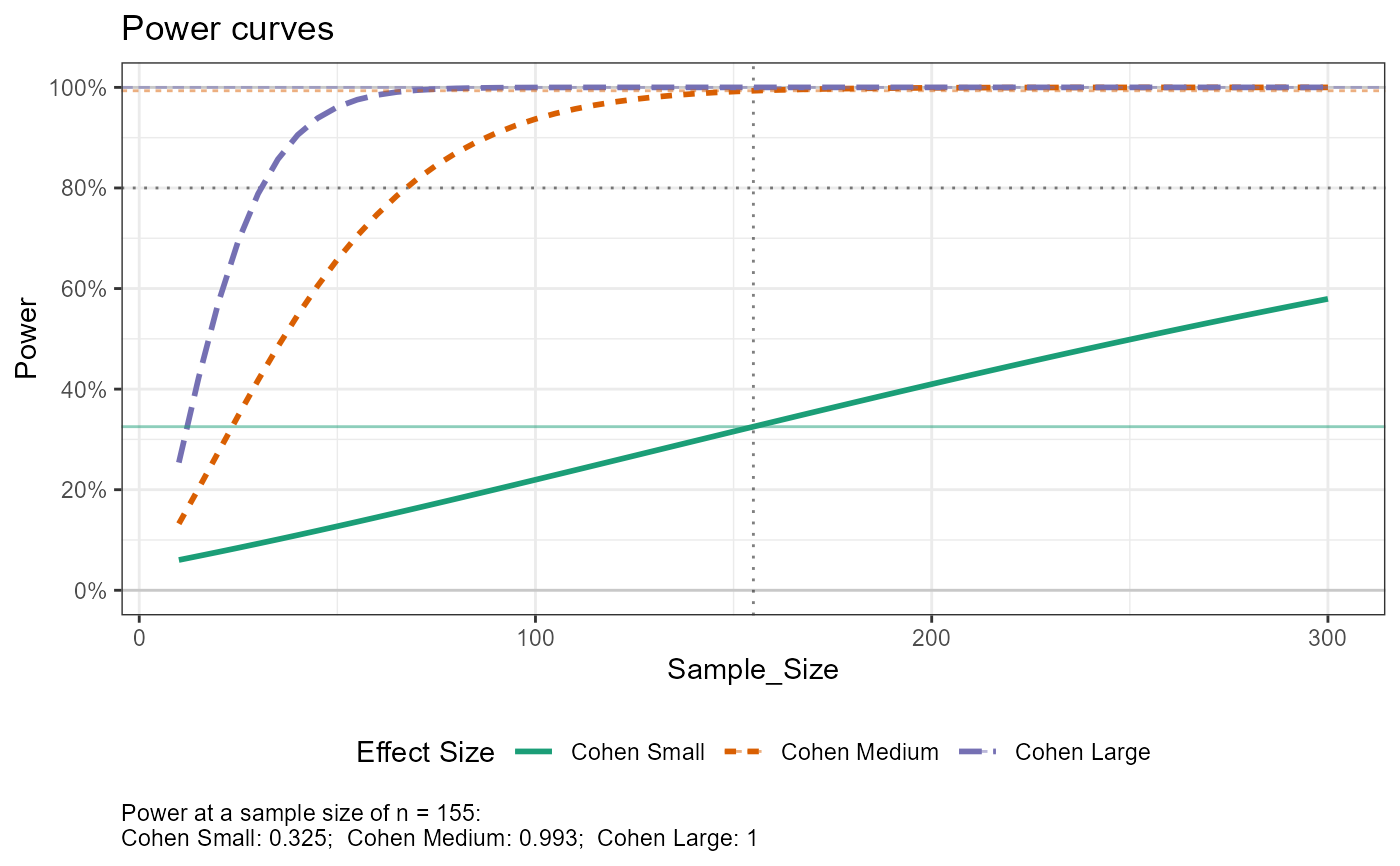 Power curves
100%
80%
60%
40%
20%
0%
Power
0 100 200 300
Sample_Size
Effect Size Cohen Small Cohen Medium Cohen Large
Power at a sample size of n = 155:
Cohen Small: 0.325;  Cohen Medium: 0.993;  Cohen Large: 1